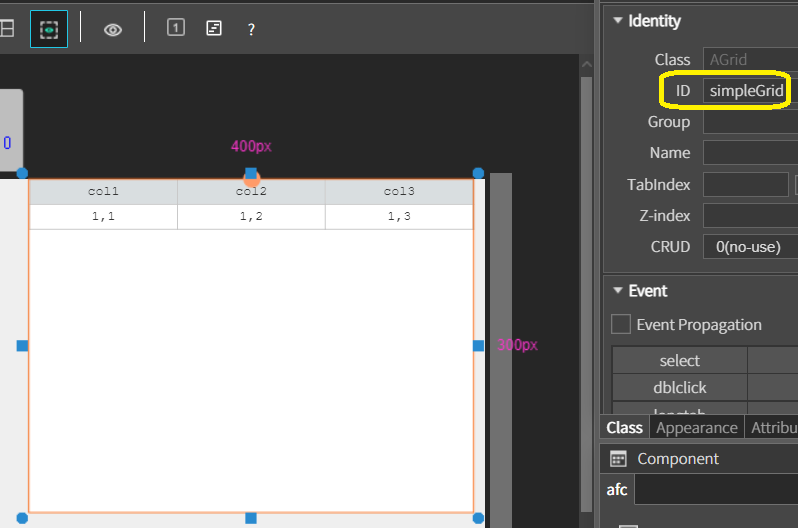 1
?
0
400px
col1 col2 col3
1,1 1,2 1,3
300px
Identity
Class AGrid
ID simpleGrid
Group
Name
TabIndex
Z-index
CRUD 0(no-use)
Event
Event Propagation
select
dblclick
longtab
Class Appearance Attribu
Component
afc